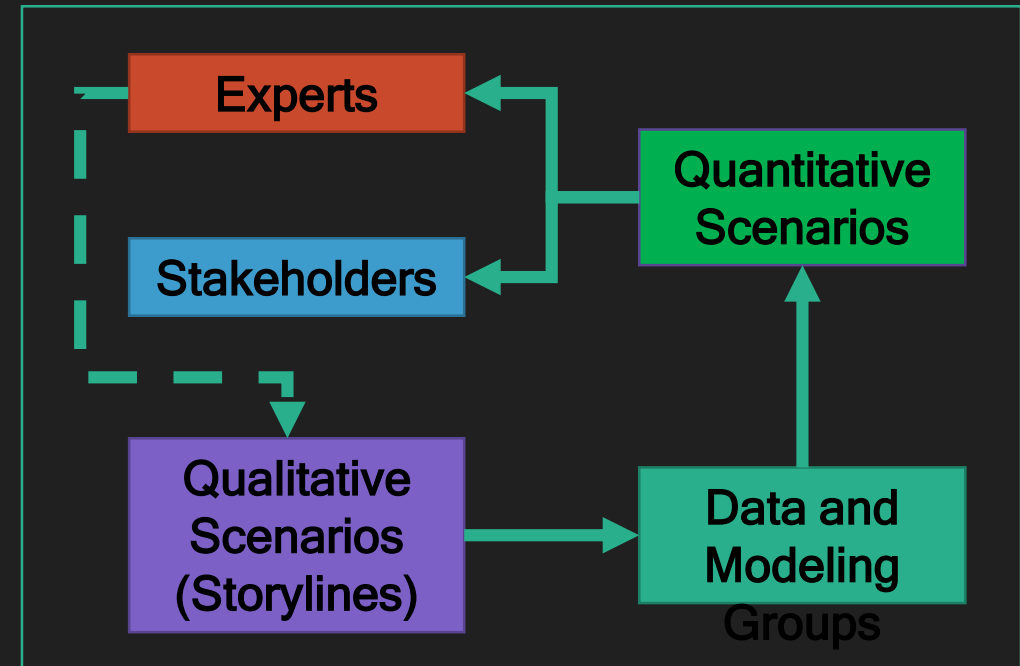 Experts
Quantitative
Scenarios
Stakeholders
Qualitative
Scenarios
(Storylines)
Data and
Modeling
Groups